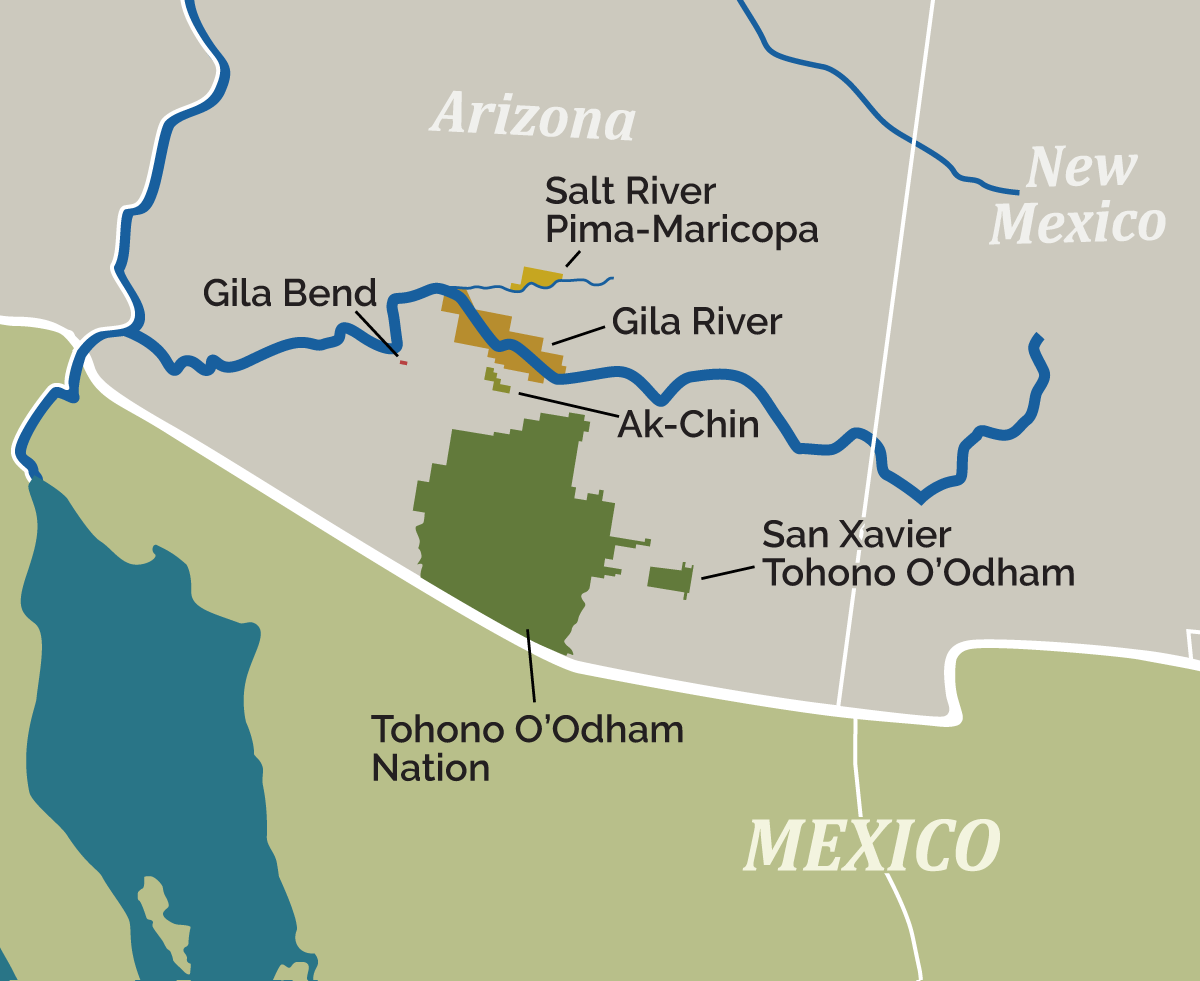 Arizona
New
Mexico
Salt River
Pima-Maricopa
Gila Bend
Gila River
Ak-Chin
San Xavier
Tohono O’Odham
Tohono O’Odham
Nation
MEXICO